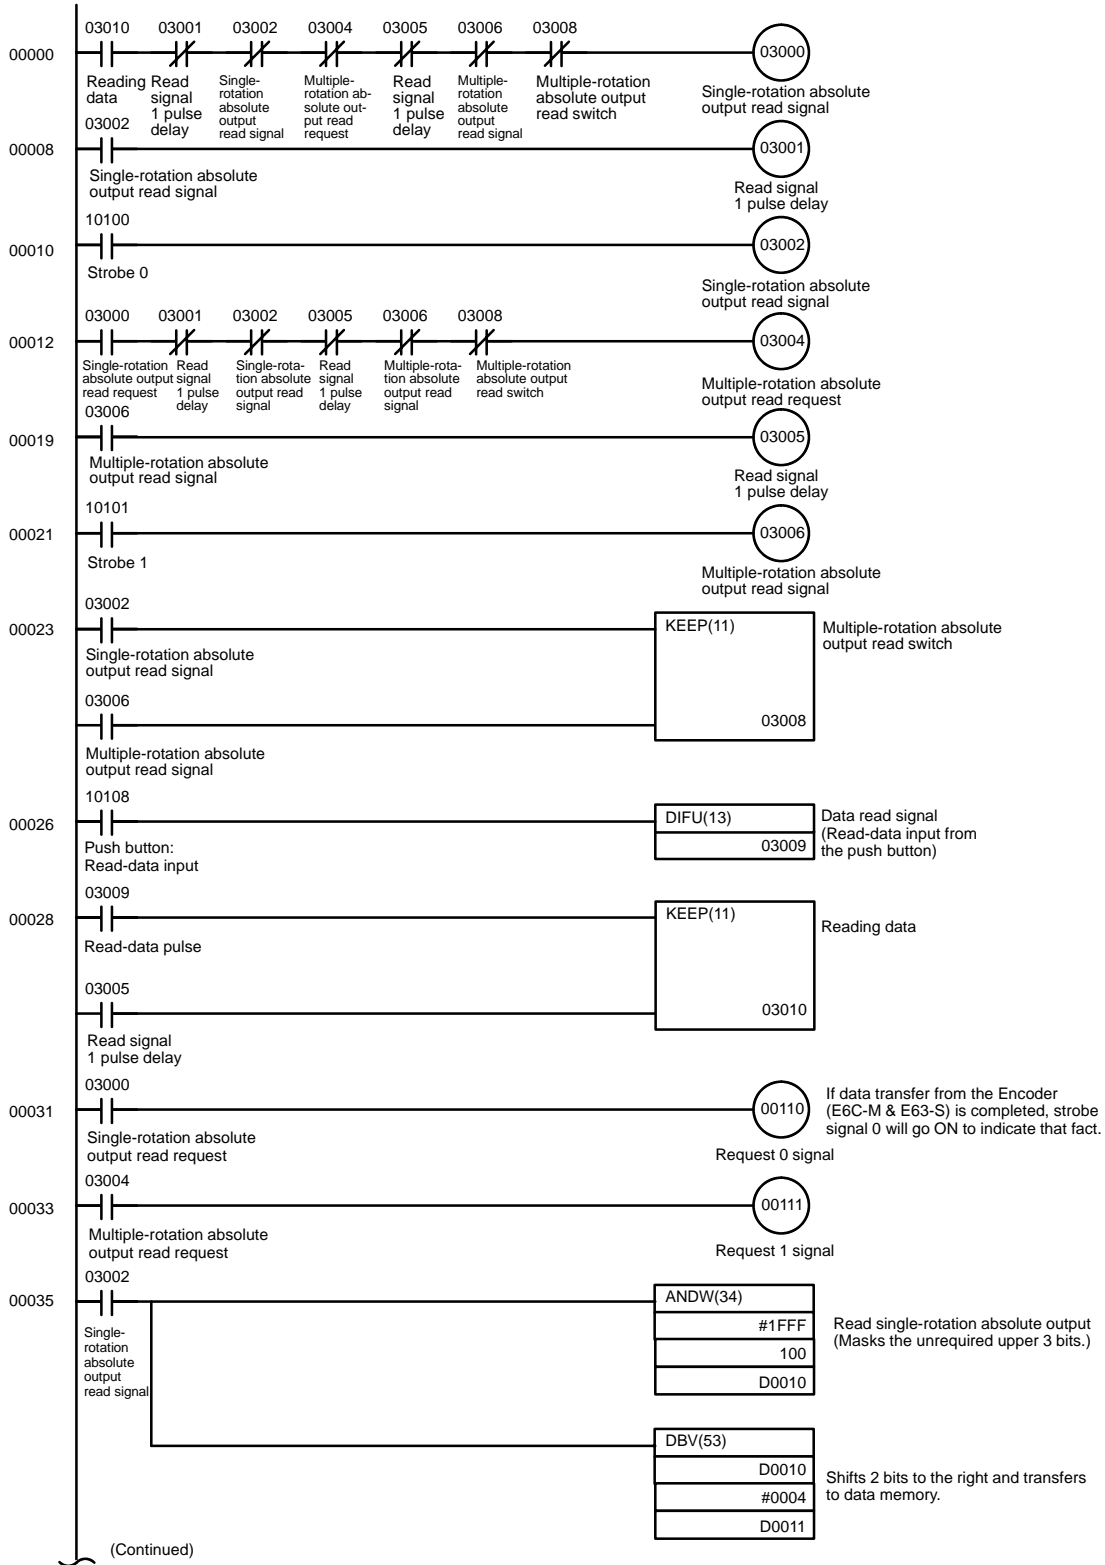 03010 03001 03002 03004 03005 03006 03008
00000
03000
Reading data
Read signal 1 pulse delay
Single-rotation absolute output read signal
Multiple-rotation ab-solute out-put read request
Read signal 1 pulse delay
Multiple-rotation absolute output read signal
Multiple-rotation absolute output read switch
Single-rotation absolute
output read signal
03002
00008
03001
Single-rotation absolute
output read signal
Read signal
1 pulse delay
10100
00010
03002
Strobe 0
Single-rotation absolute
output read signal
03000 03001 03002 03005 03006 03008
00012
03004
Single-rotation absolute output read request
Read signal 1 pulse delay
Single-rota-tion absolute output read signal
Read signal 1 pulse delay
Multiple-rota-tion absolute output read signal
Multiple-rotation absolute output read switch
Multiple-rotation absolute
output read request
03006
00019
03005
Multiple-rotation absolute
output read signal
Read signal
1 pulse delay
10101
00021
03006
Strobe 1
Multiple-rotation absolute
output read signal
03002
00023
KEEP(11)
Multiple-rotation absolute
output read switch
Single-rotation absolute
output read signal
03006
03008
Multiple-rotation absolute
output read signal
10108
00026
DIFU(13)
03009
Data read signal
(Read-data input from
the push button)
Push button:
Read-data input
03009
00028
KEEP(11)
Reading data
Read-data pulse
03005
03010
Read signal
1 pulse delay
03000
00031
00110
If data transfer from the Encoder
(E6C-M & E63-S) is completed, strobe
signal 0 will go ON to indicate that fact.
Single-rotation absolute
output read request
Request 0 signal
03004
00033
00111
Multiple-rotation absolute
output read request
Request 1 signal
03002
00035
ANDW(34)
#1FFF
100
D0010
Read single-rotation absolute output
(Masks the unrequired upper 3 bits.)
Single-
rotation
absolute
output
read signal
DBV(53)
D0010
#0004
D0011
Shifts 2 bits to the right and transfers
to data memory.
(Continued)